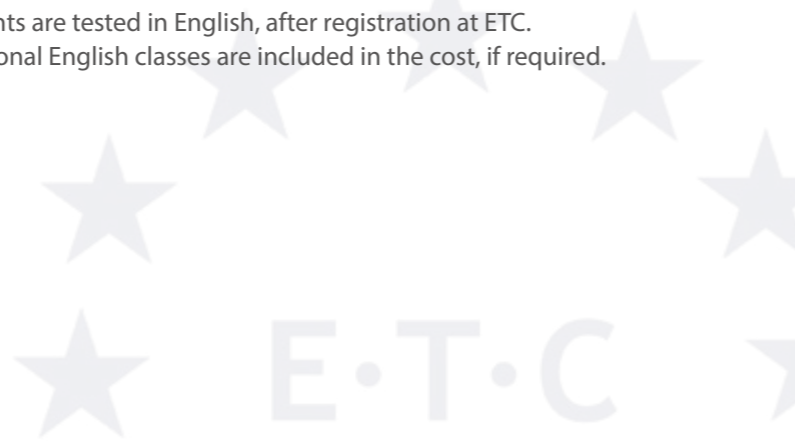 nts are tested in English, after registration at ETC.
onal English classes are included in the cost, if required.
E·T·C